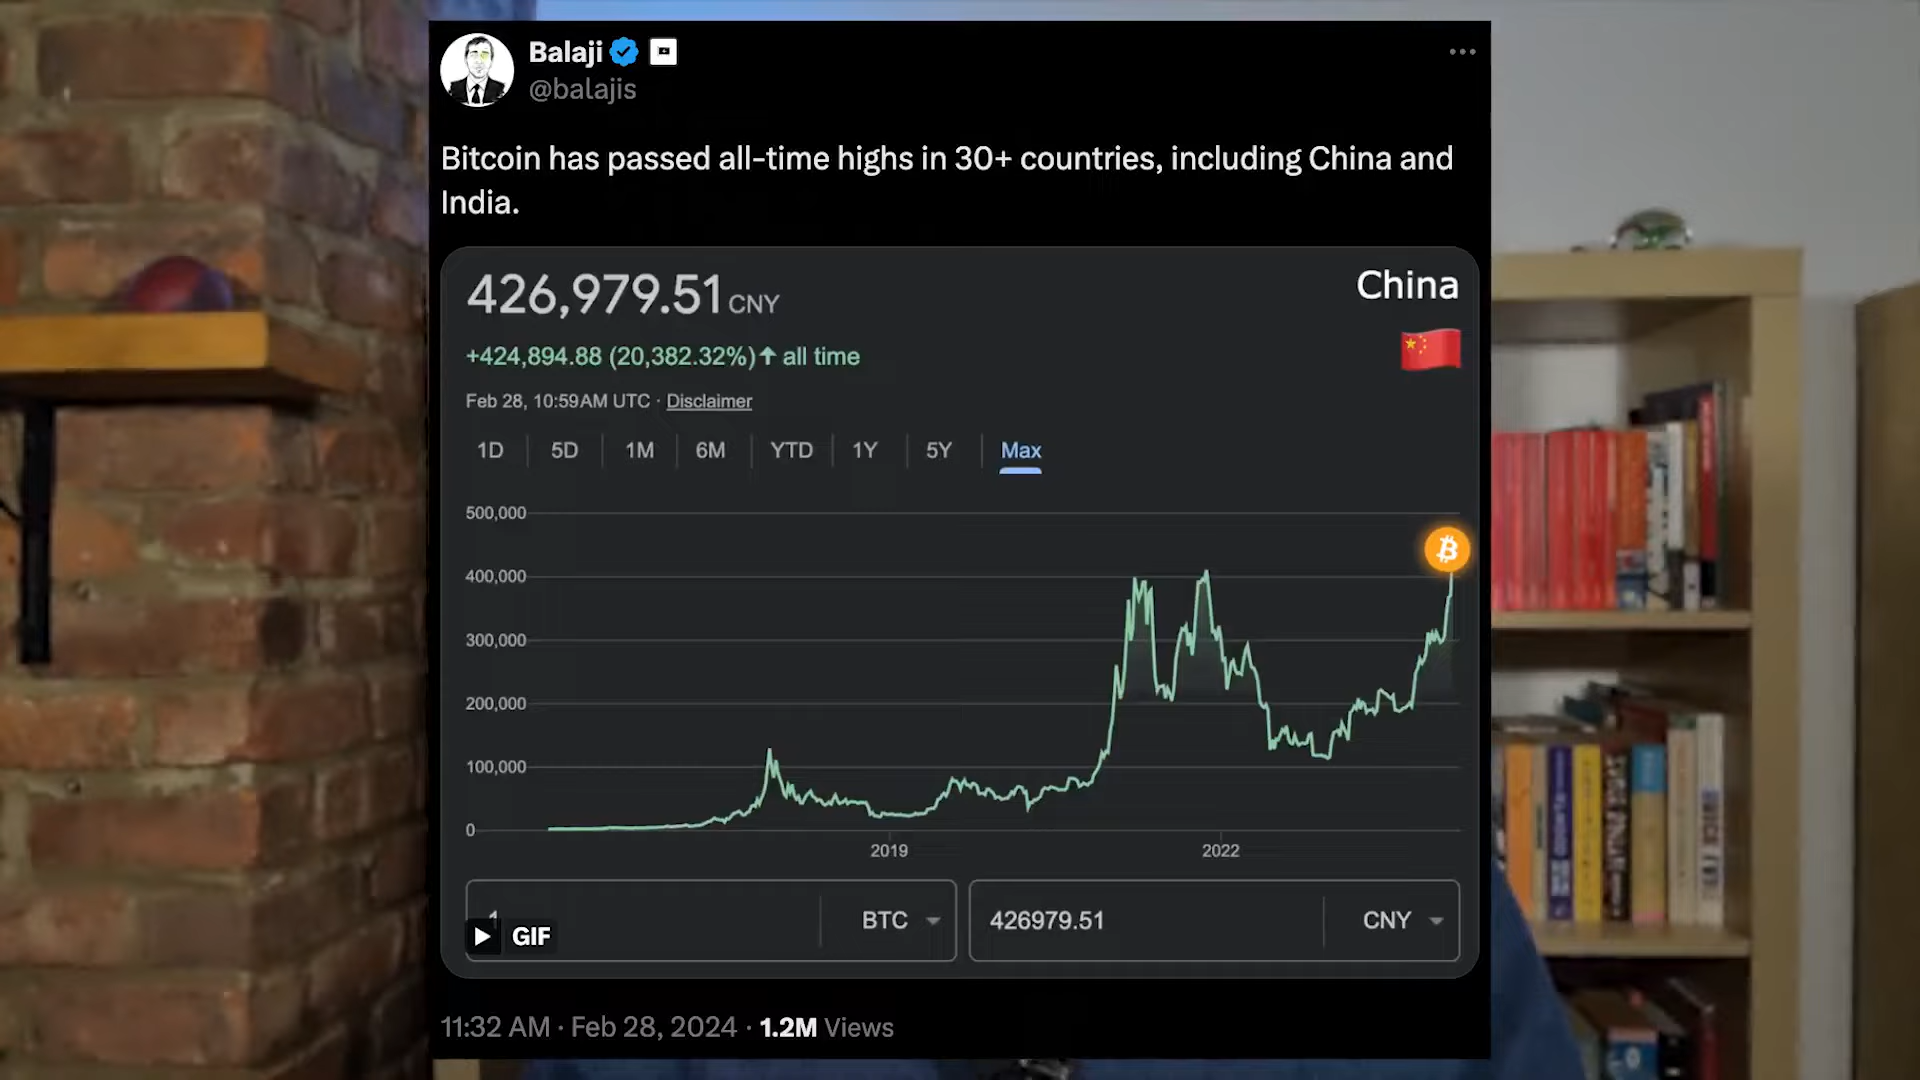 Balaji
@balajis
Bitcoin has passed all-time highs in 30+ countries, including China and
India.
426,979.51 CNY
China
+424,894.88 (20,382.32%) ↑ all time
Feb 28, 10:59AM UTC · Disclaimer
1D 5D 1M 6M YTD 1Y 5Y Max
500,000
400,000
300,000
200,000
100,000
0
2019 2022
1 BTC 426979.51 CNY
GIF
11:32 AM · Feb 28, 2024 · 1.2M Views